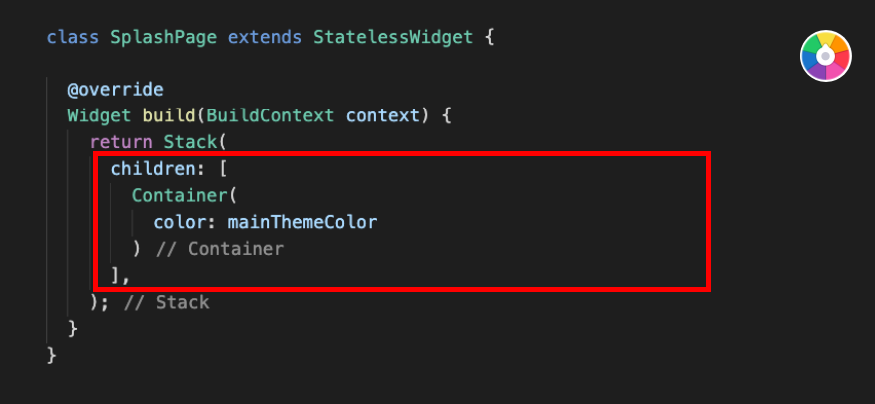 class SplashPage extends StatelessWidget {
@override
Widget build(BuildContext context) {
return Stack(
children: [
Container(
color: mainThemeColor
) // Container
],
); // Stack
}
}